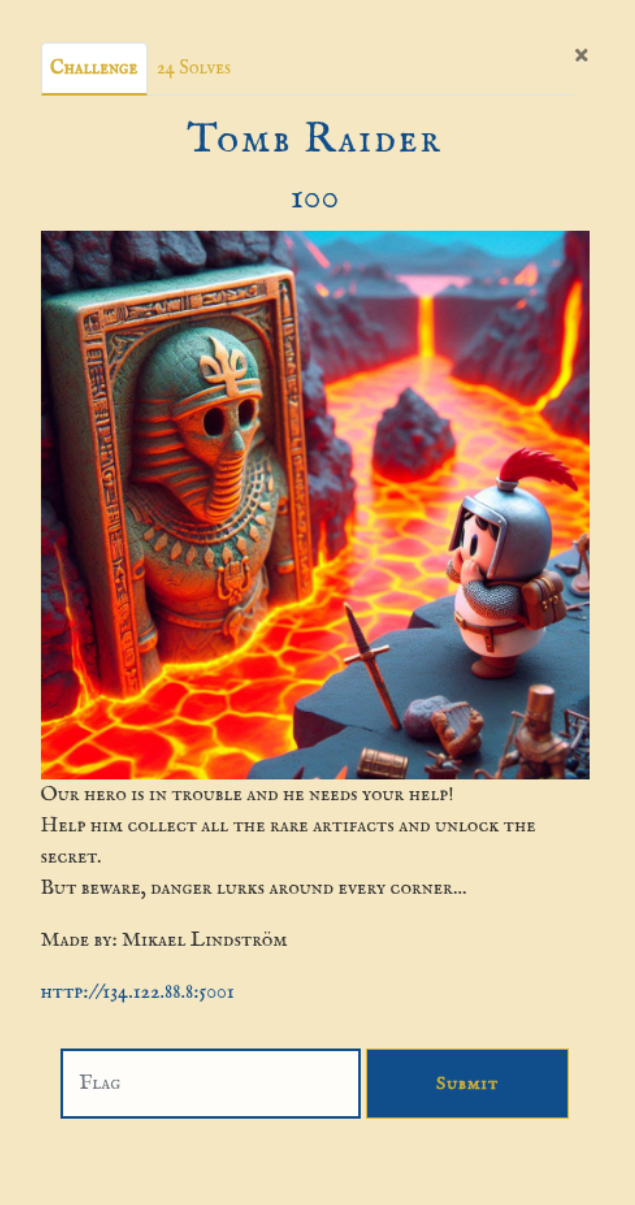 Challenge
24 Solves
×
Tomb Raider
100
Our hero is in trouble and he needs your help!
Help him collect all the rare artifacts and unlock the
secret.
But beware, danger lurks around every corner...
Made by: Mikael Lindström
http://134.122.88.8:5001
Flag
Submit